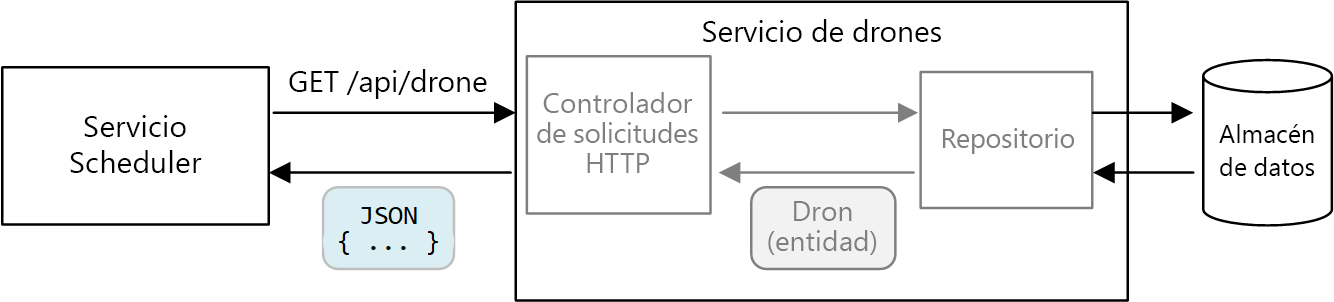 Servicio de drones
GET /api/drone
Servicio
Scheduler
JSON
{ ... }
Controlador
de solicitudes
HTTP
Dron
(entidad)
Repositorio
Almacén
de datos